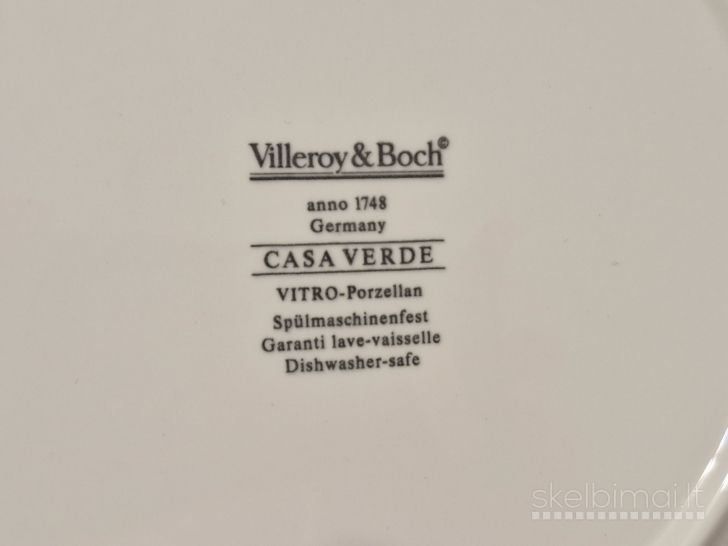 Villeroy & Boch©
anno 1748
Germany
CASA VERDE
VITRO-Porzellan
Spülmaschinenfest
Garanti lave-vaisselle
Dishwasher-safe
skelbimai.lt